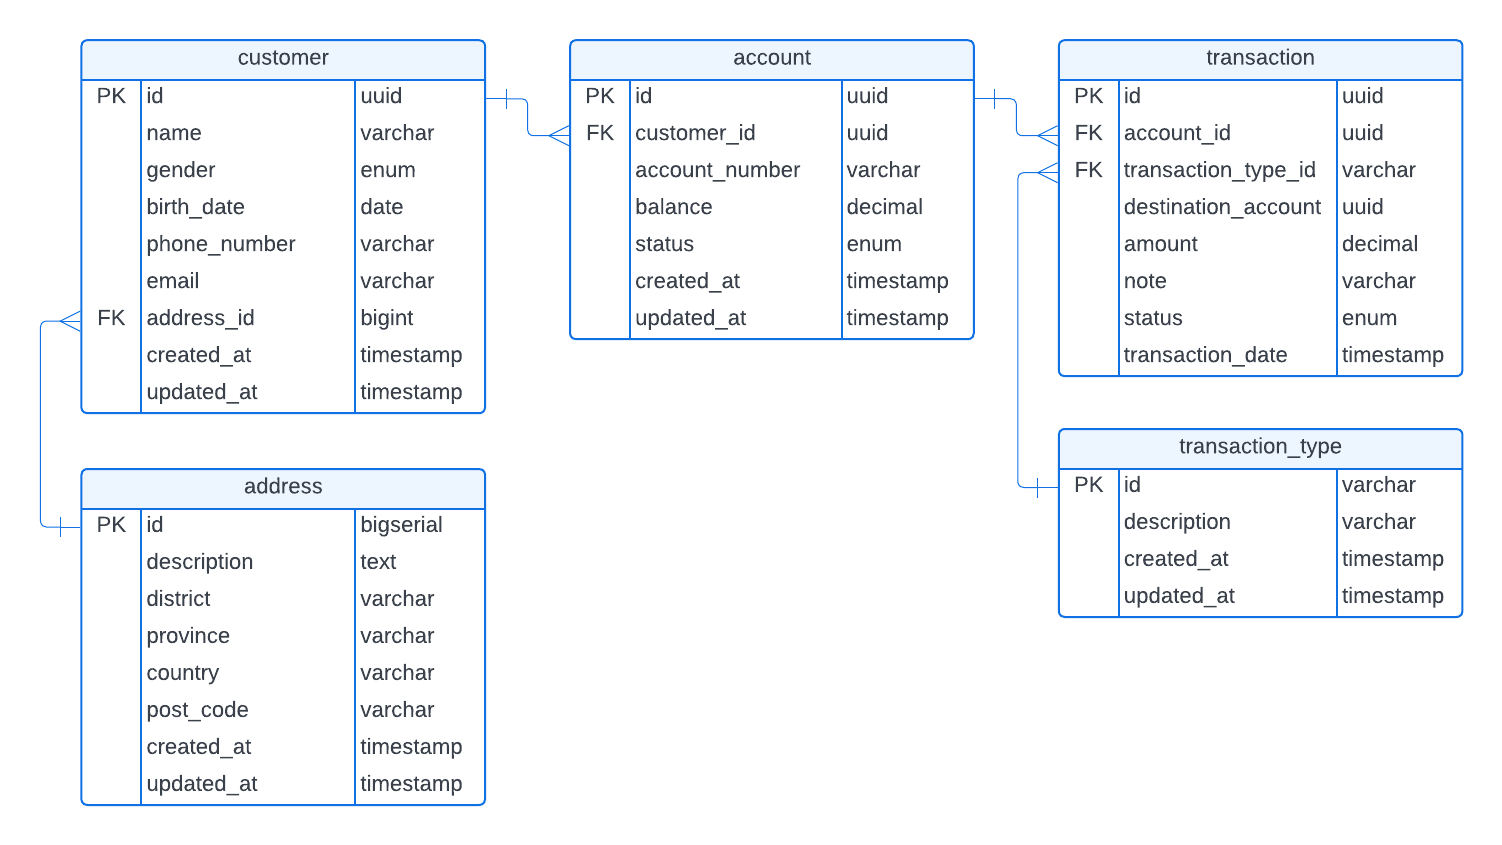 customer
PK id uuid
name varchar
gender enum
birth_date date
phone_number varchar
email varchar
FK address_id bigint
created_at timestamp
updated_at timestamp
account
PK id uuid
FK customer_id uuid
account_number varchar
balance decimal
status enum
created_at timestamp
updated_at timestamp
transaction
PK id uuid
FK account_id uuid
FK transaction_type_id varchar
destination_account uuid
amount decimal
note varchar
status enum
transaction_date timestamp
address
PK id bigserial
description text
district varchar
province varchar
country varchar
post_code varchar
created_at timestamp
updated_at timestamp
transaction_type
PK id varchar
description varchar
created_at timestamp
updated_at timestamp